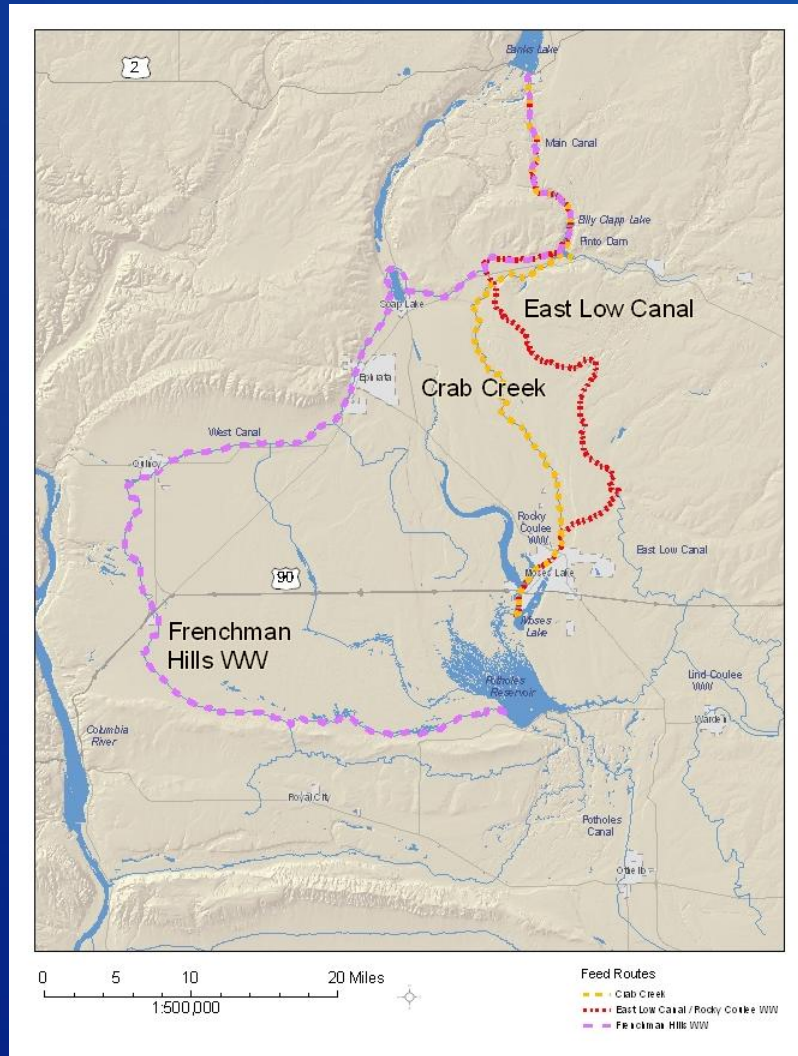 Banks Lake
2
Main Canal
Billy Clapp Lake
Pinto Dam
Soap Lake
East Low Canal
Ephrata
Crab Creek
West Canal
Quincy
Rocky
Coulee
WW
East Low Canal
Moses Lake
90
Moses
Lake
Frenchman
Hills WW
Potholes
Reservoir
Lind Coulee
WW
Warden
Columbia
River
Royal City
Potholes
Canal
Othello
0 5 10 20 Miles
1:500,000
Feed Routes
Crab Creek
East Low Canal / Rocky Coulee WW
Frenchman Hills WW